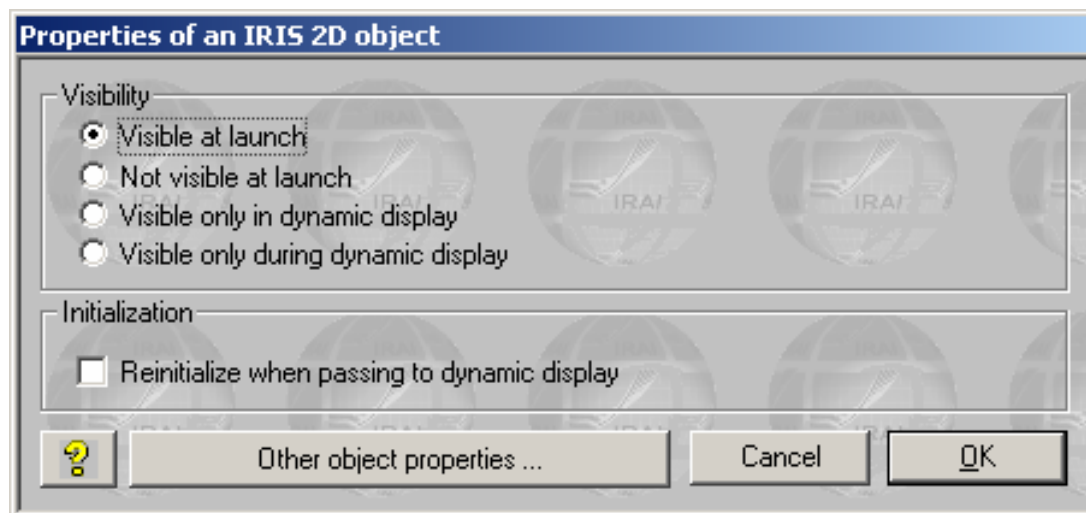 Properties of an IRIS 2D object
Visibility
Visible at launch
Not visible at launch
Visible only in dynamic display
Visible only during dynamic display
Initialization
Reinitialize when passing to dynamic display
Other object properties ...
Cancel
OK